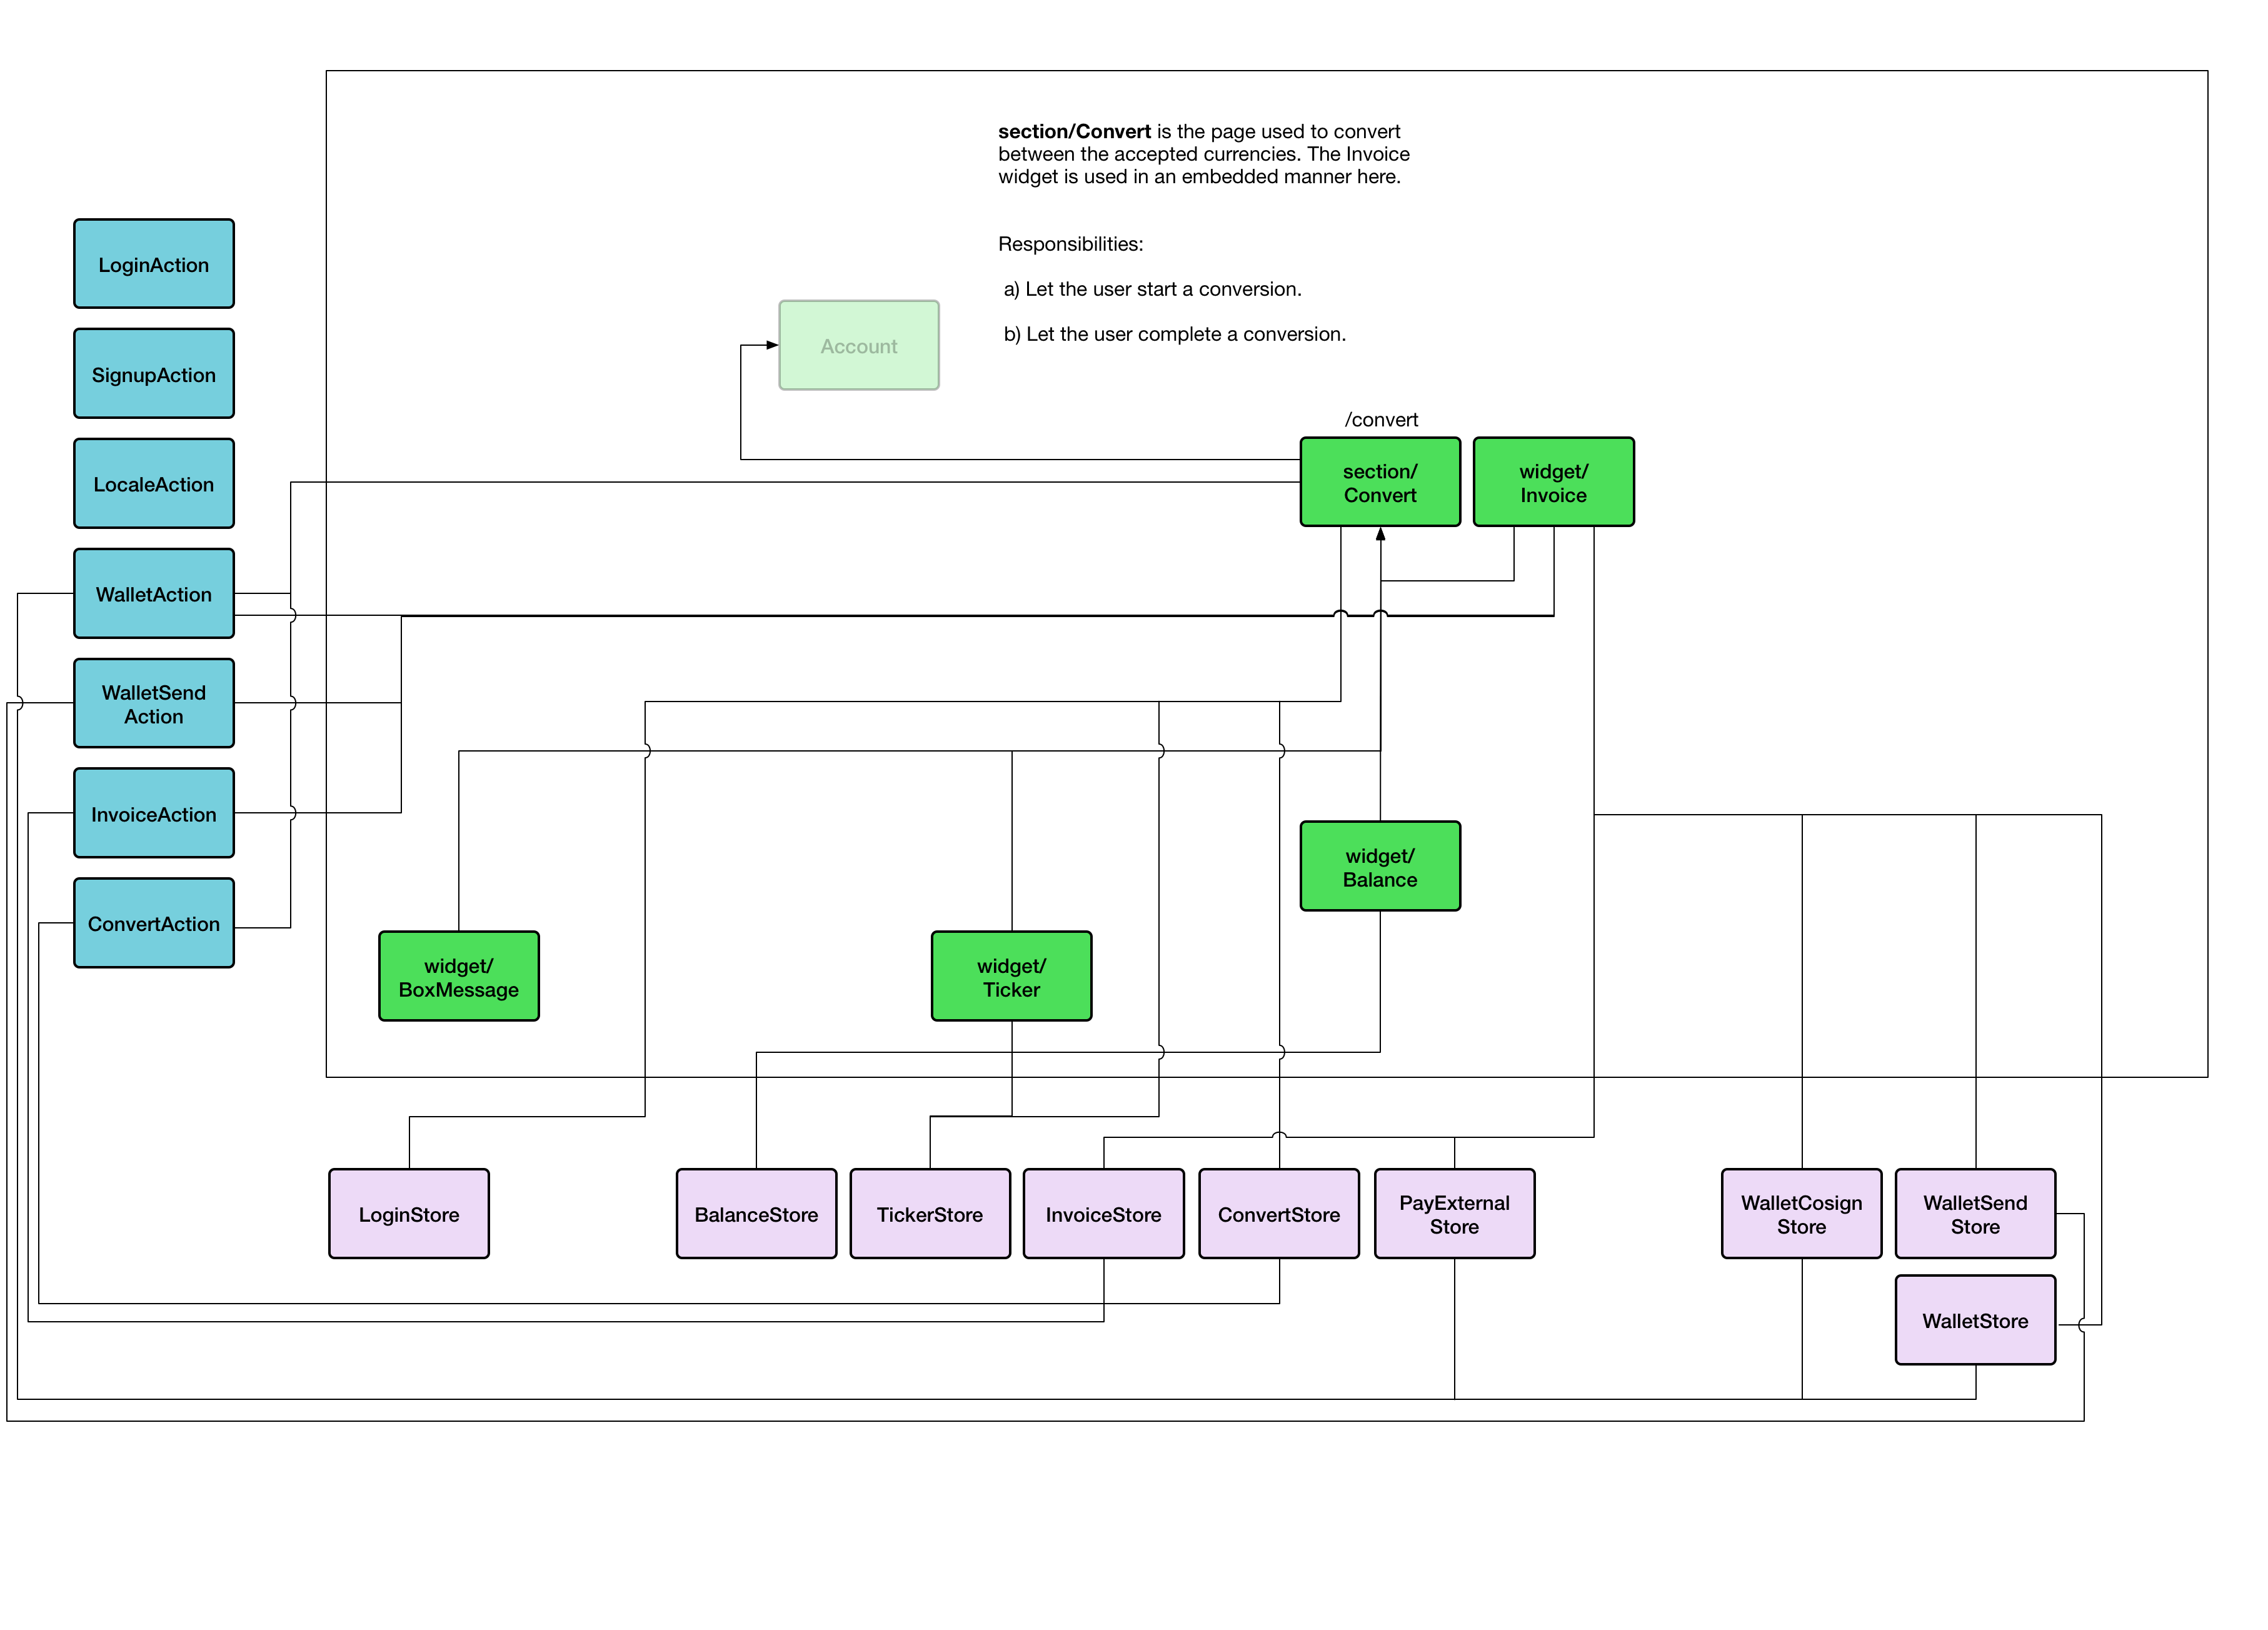 section/Convert is the page used to convert
between the accepted currencies. The Invoice
widget is used in an embedded manner here.
Responsibilities:
a) Let the user start a conversion.
b) Let the user complete a conversion.
LoginAction
SignupAction
LocaleAction
WalletAction
WalletSend
Action
InvoiceAction
ConvertAction
Account
/convert
section/
Convert
widget/
Invoice
widget/
Balance
widget/
BoxMessage
widget/
Ticker
LoginStore
BalanceStore
TickerStore
InvoiceStore
ConvertStore
PayExternal
Store
WalletCosign
Store
WalletSend
Store
WalletStore